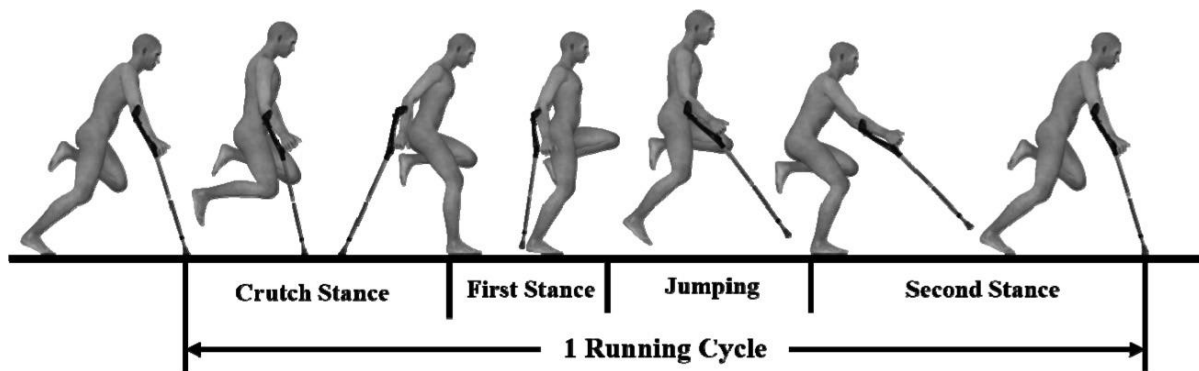 Crutch Stance
First Stance
Jumping
Second Stance
1 Running Cycle